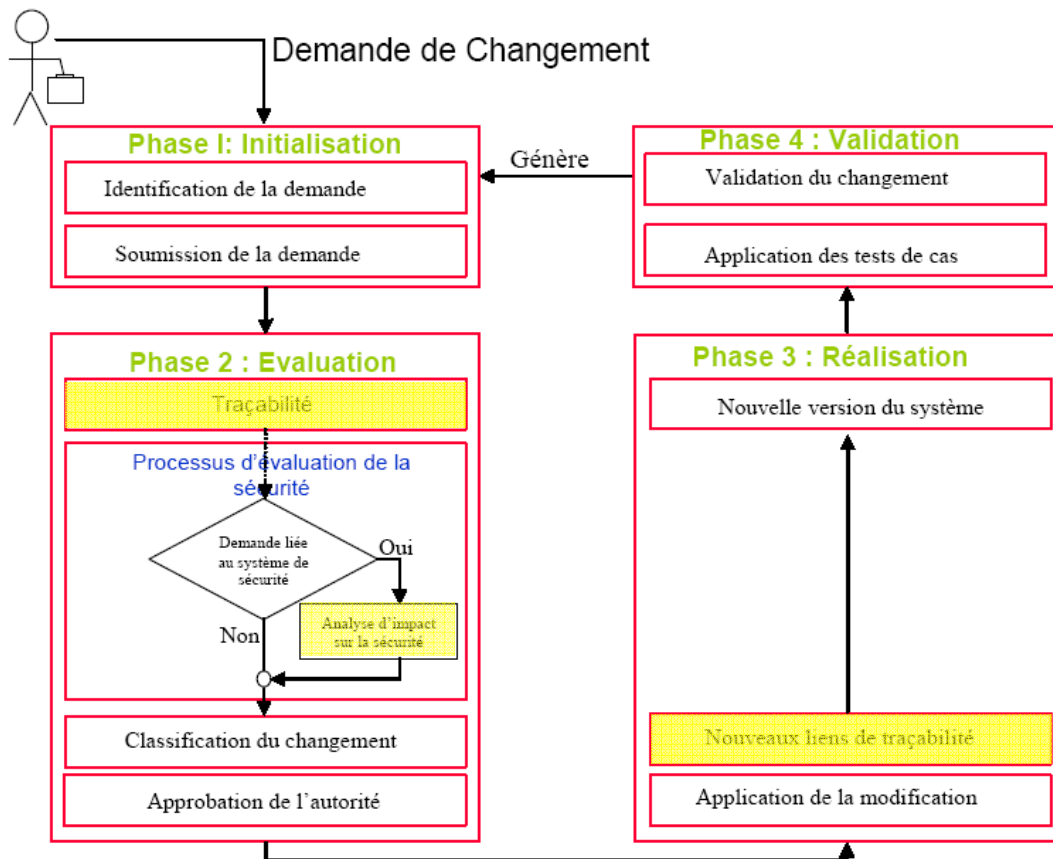 Demande de Changement
Phase I: Initialisation
Identification de la demande
Soumission de la demande
Génère
Phase 2 : Evaluation
Traçabilité
Processus d'évaluation de la
sécurité
Demande liée
au système de
sécurité
Oui
Non
Analyse d'impact
sur la sécurité
Classification du changement
Approbation de l'autorité
Phase 4 : Validation
Validation du changement
Application des tests de cas
Phase 3 : Réalisation
Nouvelle version du système
Nouveaux liens de traçabilité
Application de la modification